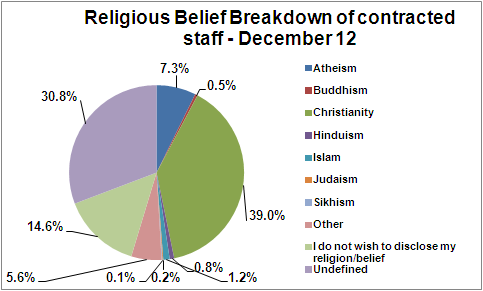 Religious Belief Breakdown of contracted
staff - December 12
7.3%
0.5%
30.8%
39.0%
14.6%
5.6%
0.1%
0.2%
0.8%
1.2%
Atheism
Buddhism
Christianity
Hinduism
Islam
Judaism
Sikhism
Other
I do not wish to disclose my
religion/belief
Undefined